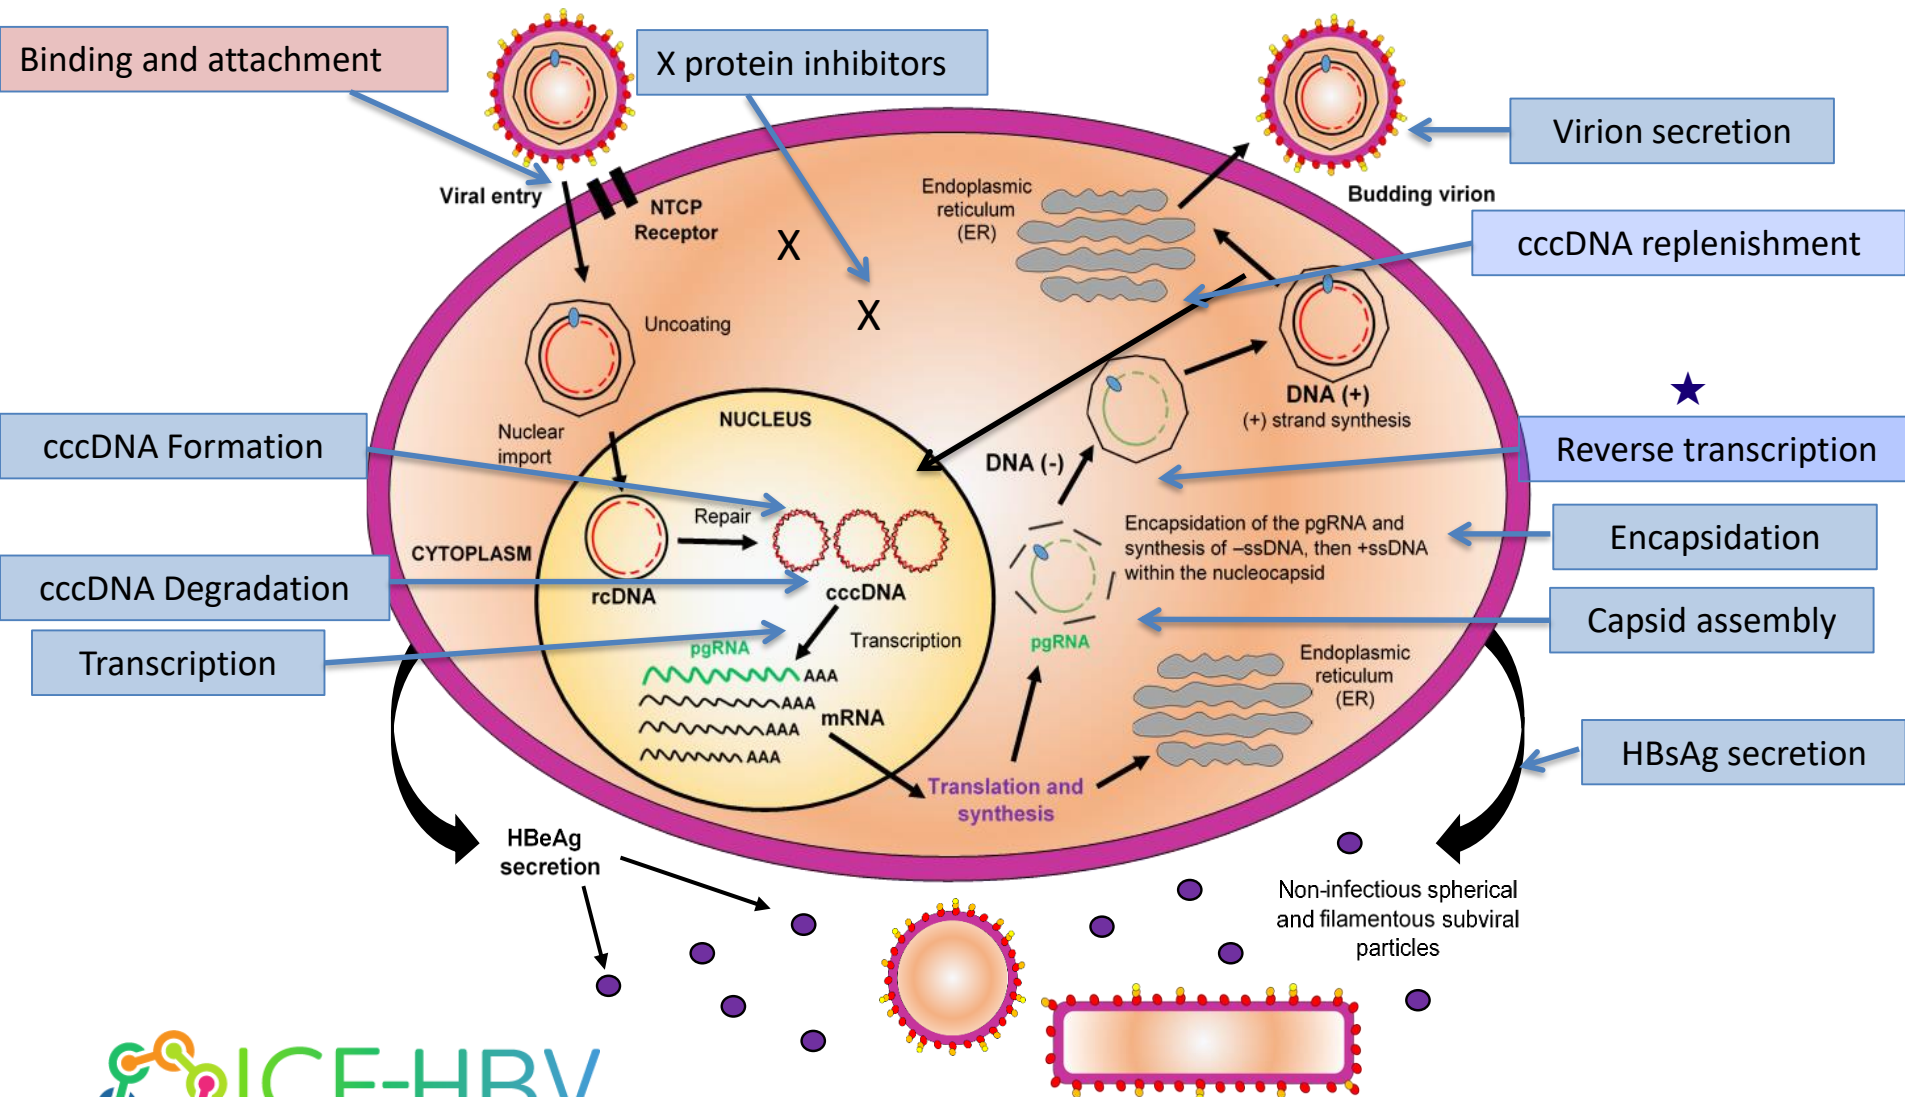 Binding and attachment
X protein inhibitors
Virion secretion
Viral entry
NTCP
Receptor
Endoplasmic
reticulum
(ER)
Budding virion
cccDNA replenishment
X
X
Uncoating
DNA (+)
(+) strand synthesis
NUCLEUS
Nuclear
import
cccDNA Formation
DNA (-)
Reverse transcription
Repair
Encapsidation of the pgRNA and
synthesis of –ssDNA, then +ssDNA
within the nucleocapsid
Encapsidation
CYTOPLASM
cccDNA Degradation
rcDNA
cccDNA
Capsid assembly
Transcription
Transcription
pgRNA
pgRNA
Endoplasmic
reticulum
(ER)
AAA
AAA
mRNA
AAA
AAA
HBsAg secretion
Translation and
synthesis
HBeAg
secretion
Non-infectious spherical
and filamentous subviral
particles
ICE-HBV